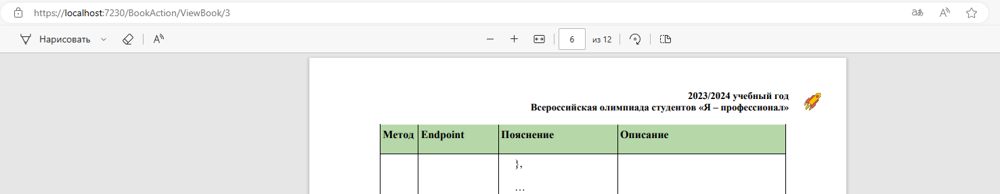 https://localhost:7230/BookAction/ViewBook/3
Нарисовать
6 из 12
2023/2024 учебный год
Всероссийская олимпиада студентов «Я – профессионал»
Метод Endpoint Пояснение Описание
},
…